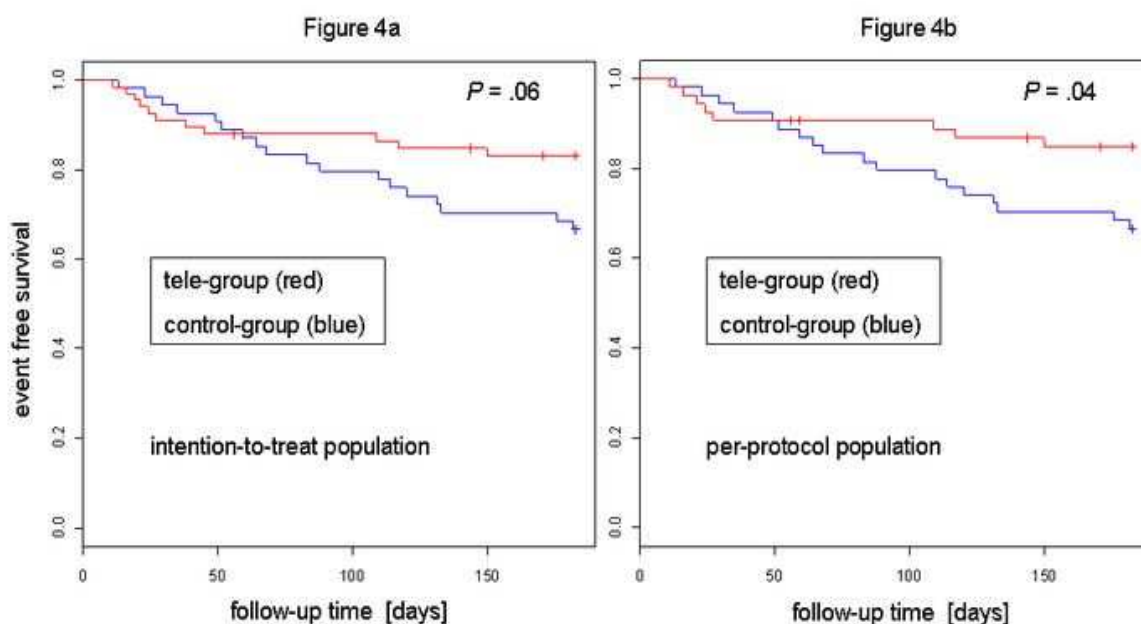 Figure 4a
P = .06
event free survival
1.0
0.8
0.6
0.4
0.2
0.0
tele-group (red)
control-group (blue)
intention-to-treat population
0 50 100 150
follow-up time [days]
Figure 4b
P = .04
1.0
0.8
0.6
0.4
0.2
0.0
tele-group (red)
control-group (blue)
per-protocol population
0 50 100 150
follow-up time [days]